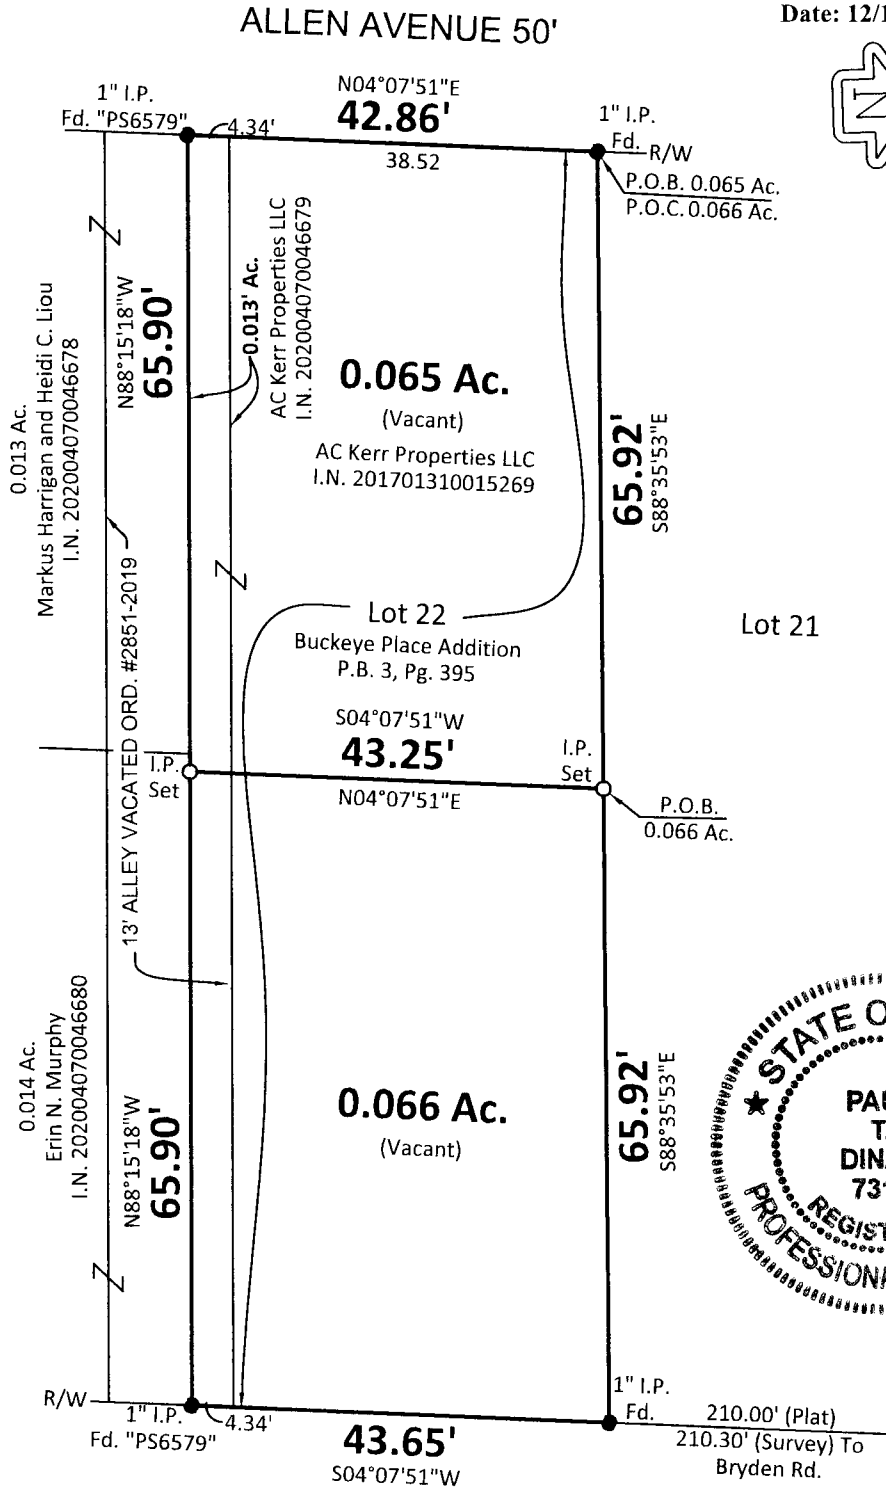 ALLEN AVENUE 50'
Date: 12/1
N
1" I.P.
Fd. "PS6579"
4.34'
N04°07'51"E
42.86'
38.52
1" I.P.
Fd.
R/W
P.O.B. 0.065 Ac.
P.O.C. 0.066 Ac.
0.013 Ac.
Markus Harrigan and Heidi C. Liou
I.N. 202004070046678
N88°15'18"W
65.90'
0.013' Ac.
AC Kerr Properties LLC
I.N. 202004070046679
0.065 Ac.
(Vacant)
AC Kerr Properties LLC
I.N. 201701310015269
65.92'
S88°35'53"E
13' ALLEY VACATED ORD. #2851-2019
Lot 22
Buckeye Place Addition
P.B. 3, Pg. 395
Lot 21
S04°07'51"W
43.25'
N04°07'51"E
I.P.
Set
I.P.
Set
P.O.B.
0.066 Ac.
0.014 Ac.
Erin N. Murphy
I.N. 202004070046680
N88°15'18"W
65.90'
0.066 Ac.
(Vacant)
65.92'
S88°35'53"E
STATE O
PAU
T.
DIN
731
REGIST
PROFESSIONA
R/W
1" I.P.
Fd. "PS6579"
4.34'
43.65'
S04°07'51"W
1" I.P.
Fd.
210.00' (Plat)
210.30' (Survey) To
Bryden Rd.